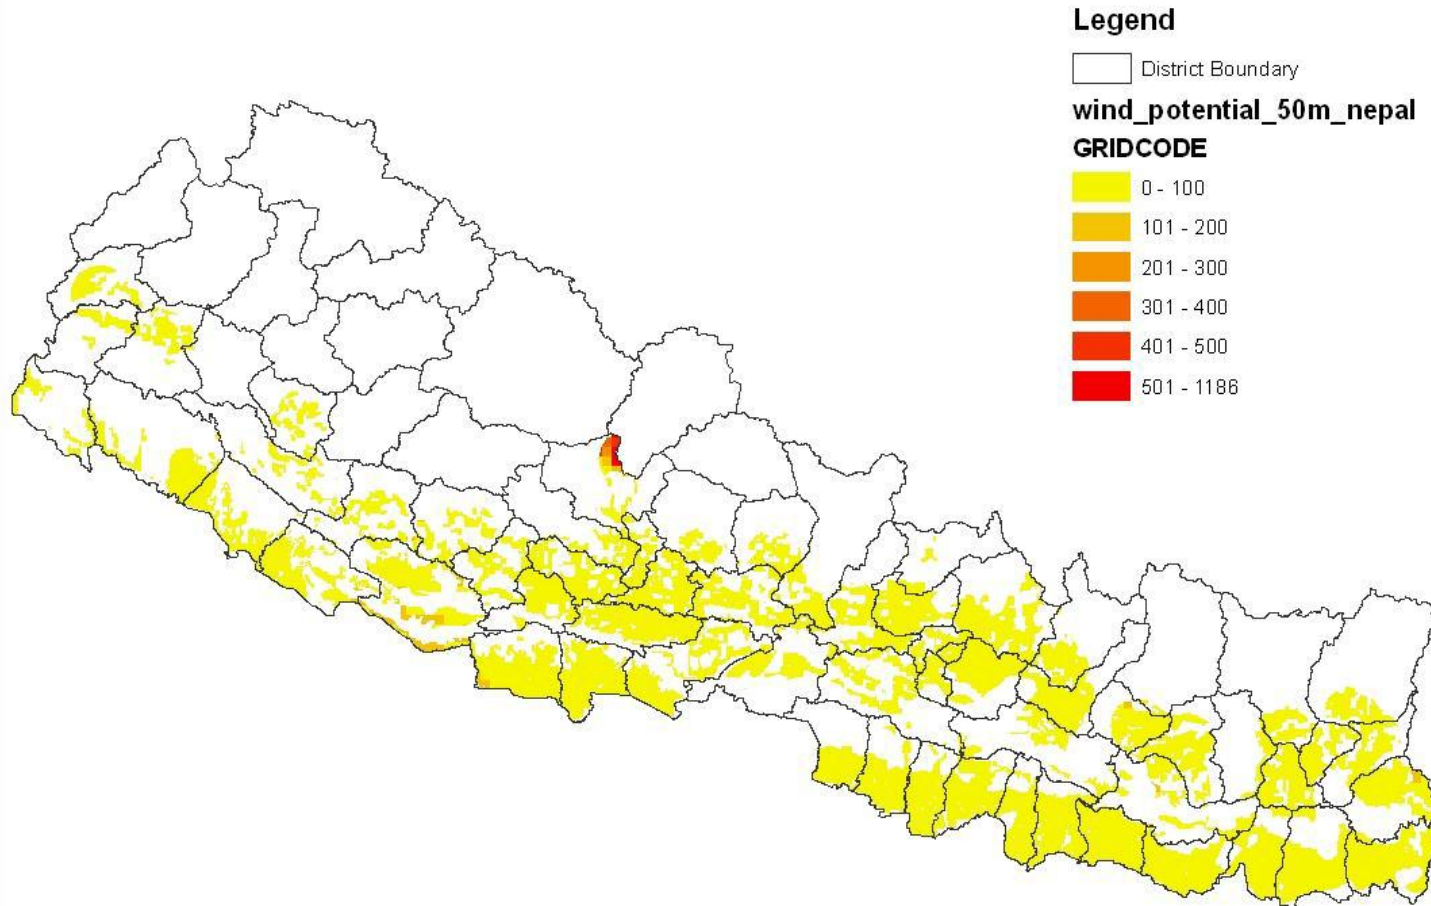 Legend
District Boundary
wind_potential_50m_nepal
GRIDCODE
0 - 100
101 - 200
201 - 300
301 - 400
401 - 500
501 - 1186